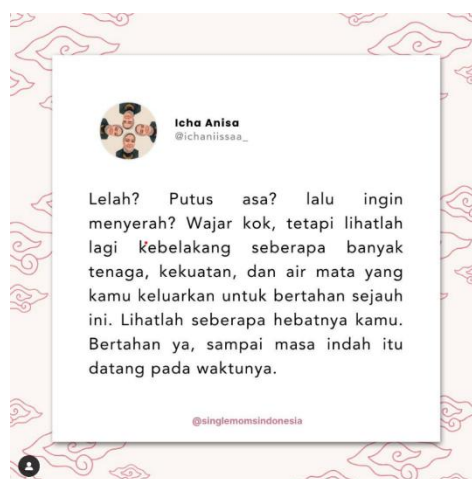 Icha Anisa
@ichaniissaa_
Lelah? Putus asa? lalu ingin
menyerah? Wajar kok, tetapi lihatlah
lagi kebelakang seberapa banyak
tenaga, kekuatan, dan air mata yang
kamu keluarkan untuk bertahan sejauh
ini. Lihatlah seberapa hebatnya kamu.
Bertahan ya, sampai masa indah itu
datang pada waktunya.
@singlemomsindonesia